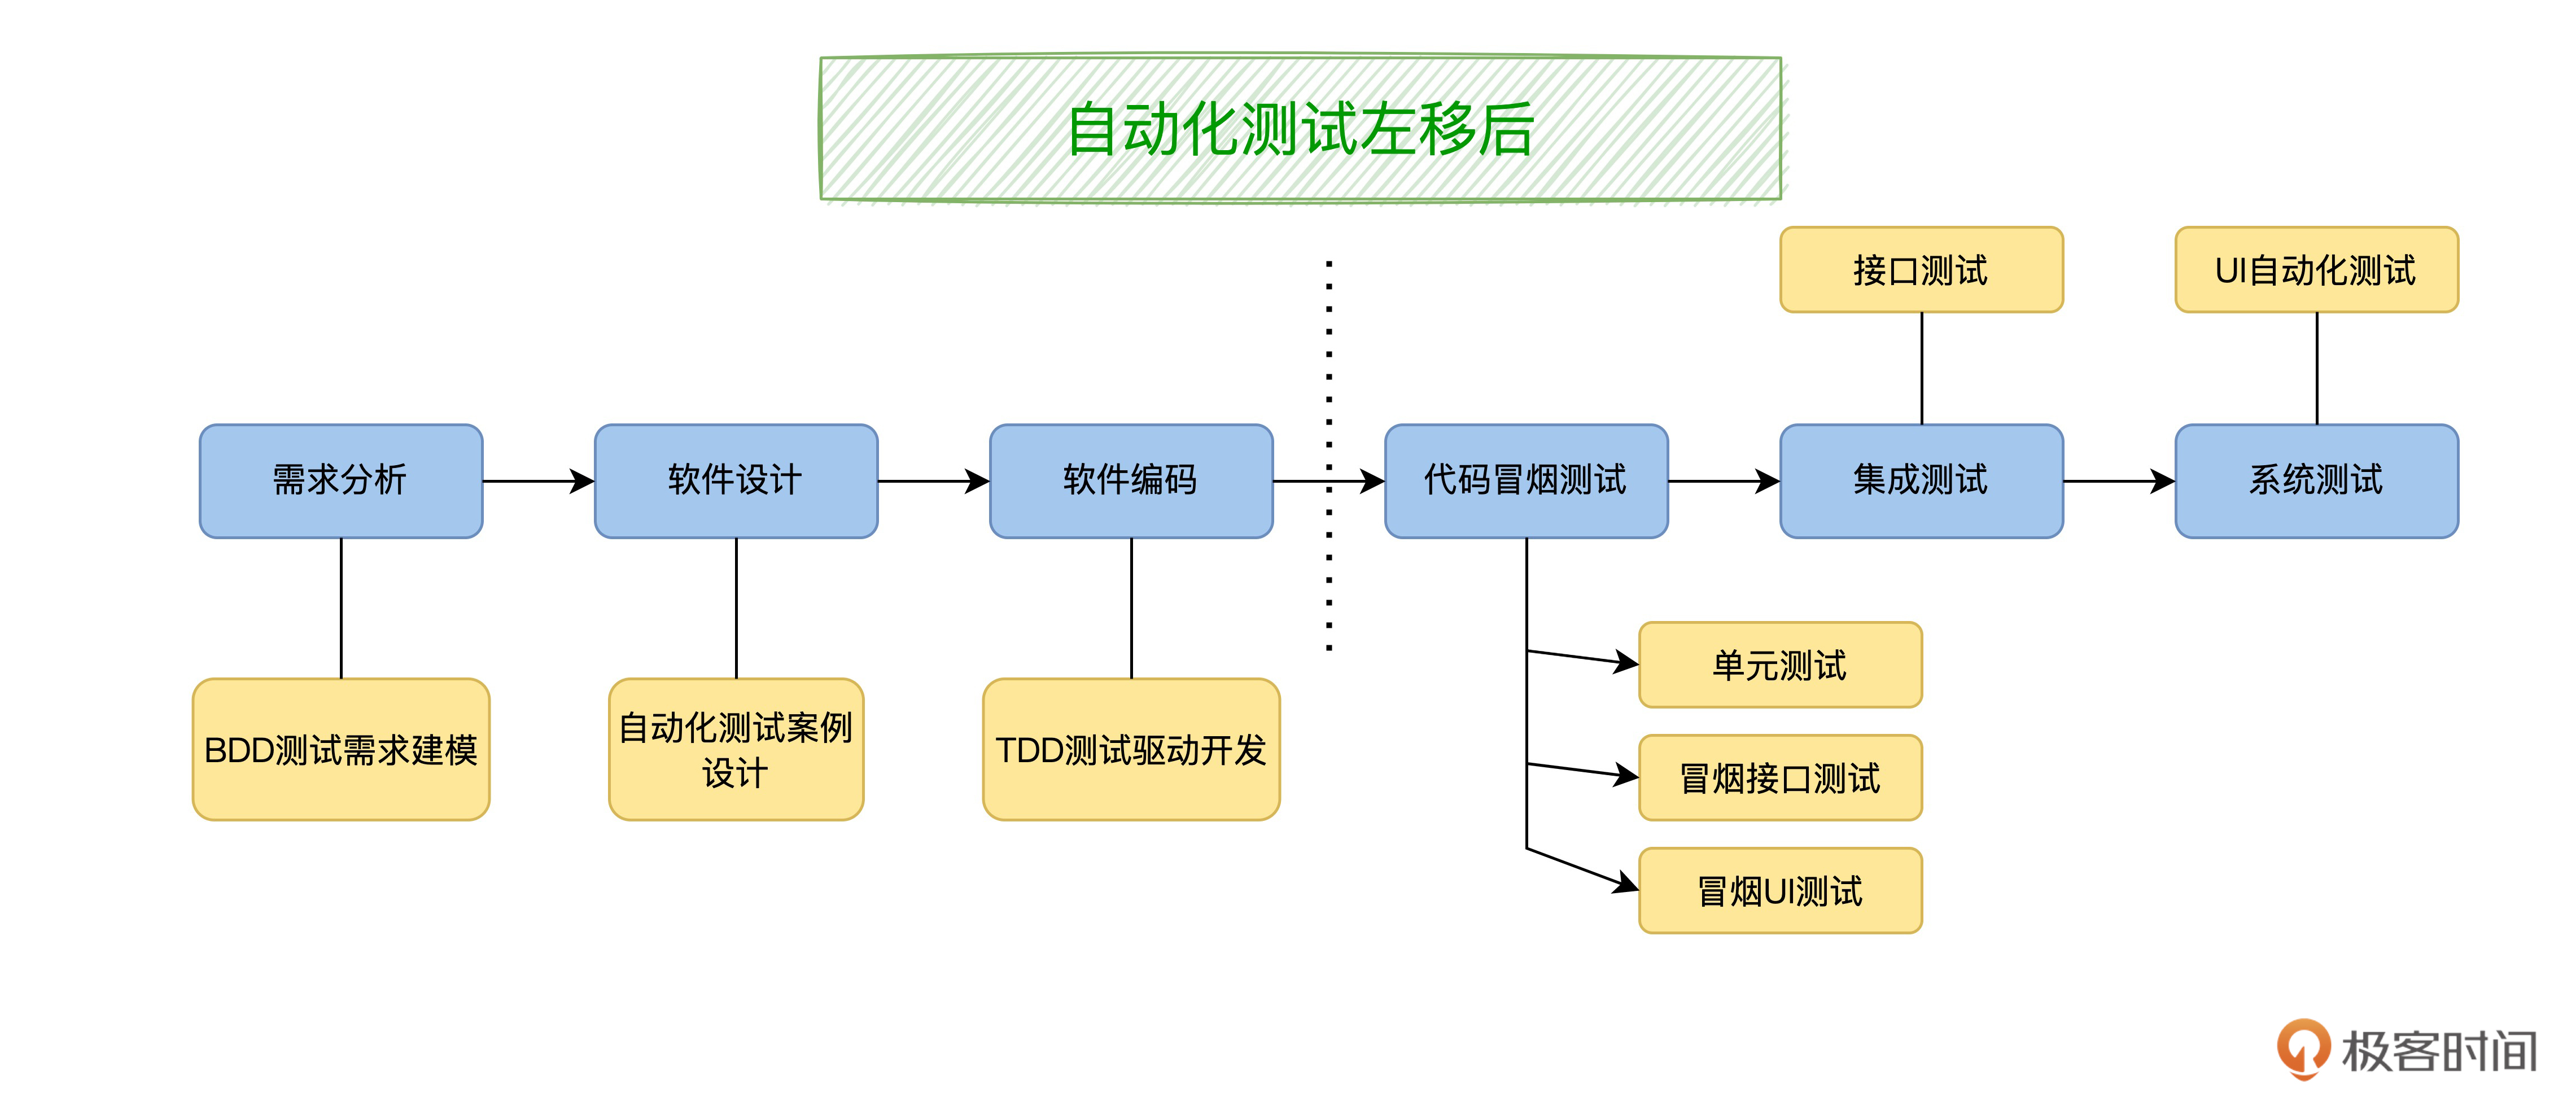 自动化测试左移后
接口测试
UI自动化测试
需求分析
软件设计
软件编码
代码冒烟测试
集成测试
系统测试
BDD测试需求建模
自动化测试案例
设计
TDD测试驱动开发
单元测试
冒烟接口测试
冒烟UI测试
极客时间